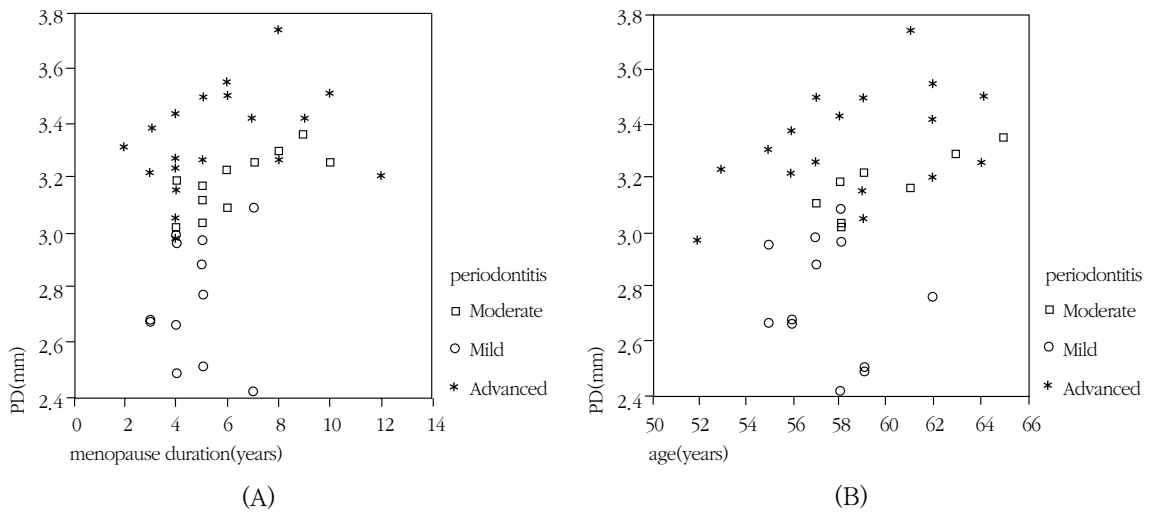 3.8
3.6
3.4
3.2
3.0
2.8
2.6
2.4
PD(mm)
0 2 4 6 8 10 12 14
menopause duration(years)
periodontitis
Moderate
Mild
Advanced
(A)
3.8
3.6
3.4
3.2
3.0
2.8
2.6
2.4
PD(mm)
50 52 54 56 58 60 62 64 66
age(years)
periodontitis
Moderate
Mild
Advanced
(B)